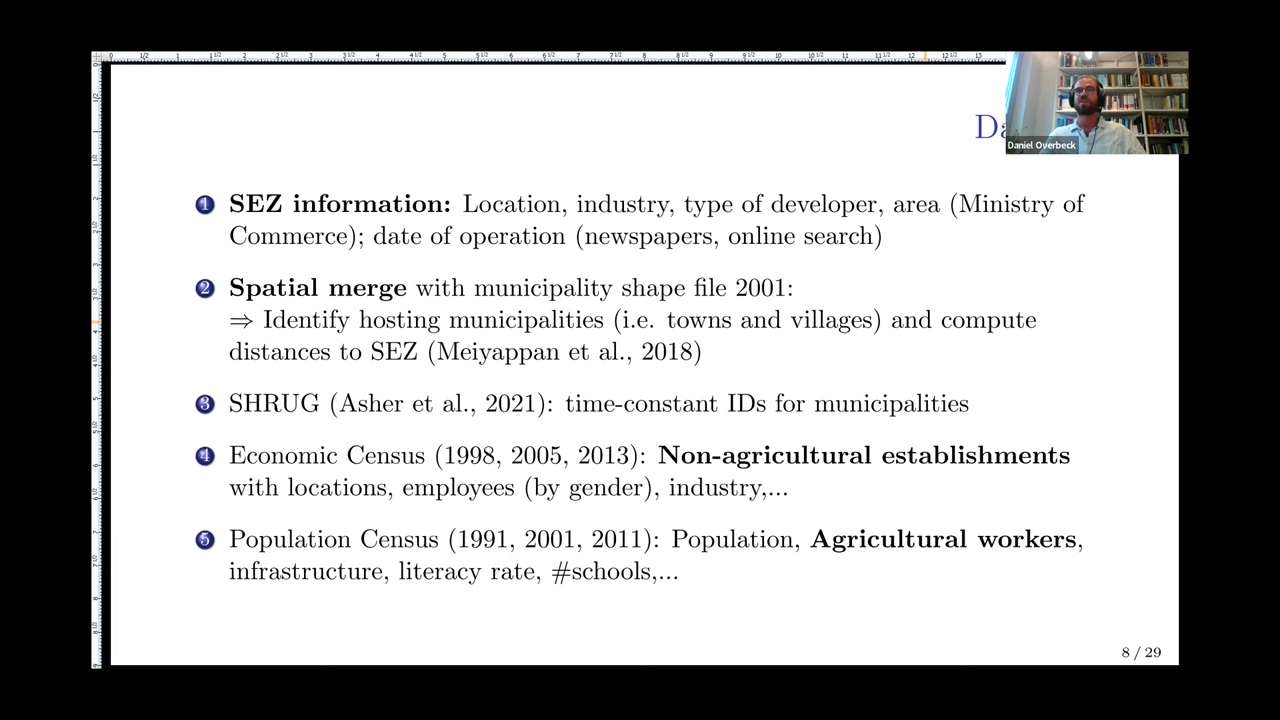 Daniel Overbeck
1 SEZ information: Location, industry, type of developer, area (Ministry of
Commerce); date of operation (newspapers, online search)
2 Spatial merge with municipality shape file 2001:
⇒ Identify hosting municipalities (i.e. towns and villages) and compute
distances to SEZ (Meiyappan et al., 2018)
3 SHRUG (Asher et al., 2021): time-constant IDs for municipalities
4 Economic Census (1998, 2005, 2013): Non-agricultural establishments
with locations, employees (by gender), industry,...
5 Population Census (1991, 2001, 2011): Population, Agricultural workers,
infrastructure, literacy rate, #schools,...
8 / 29